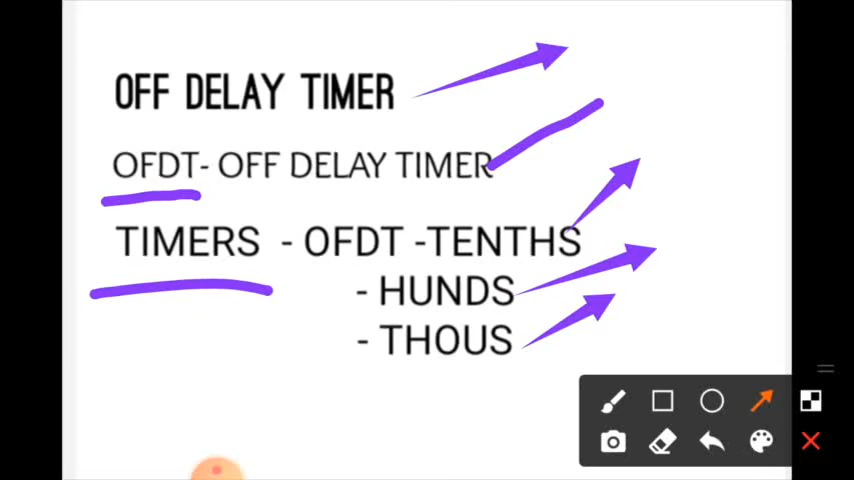 OFF DELAY TIMER
OFDT- OFF DELAY TIMER
TIMERS - OFDT -TENTHS
- HUNDS
- THOUS